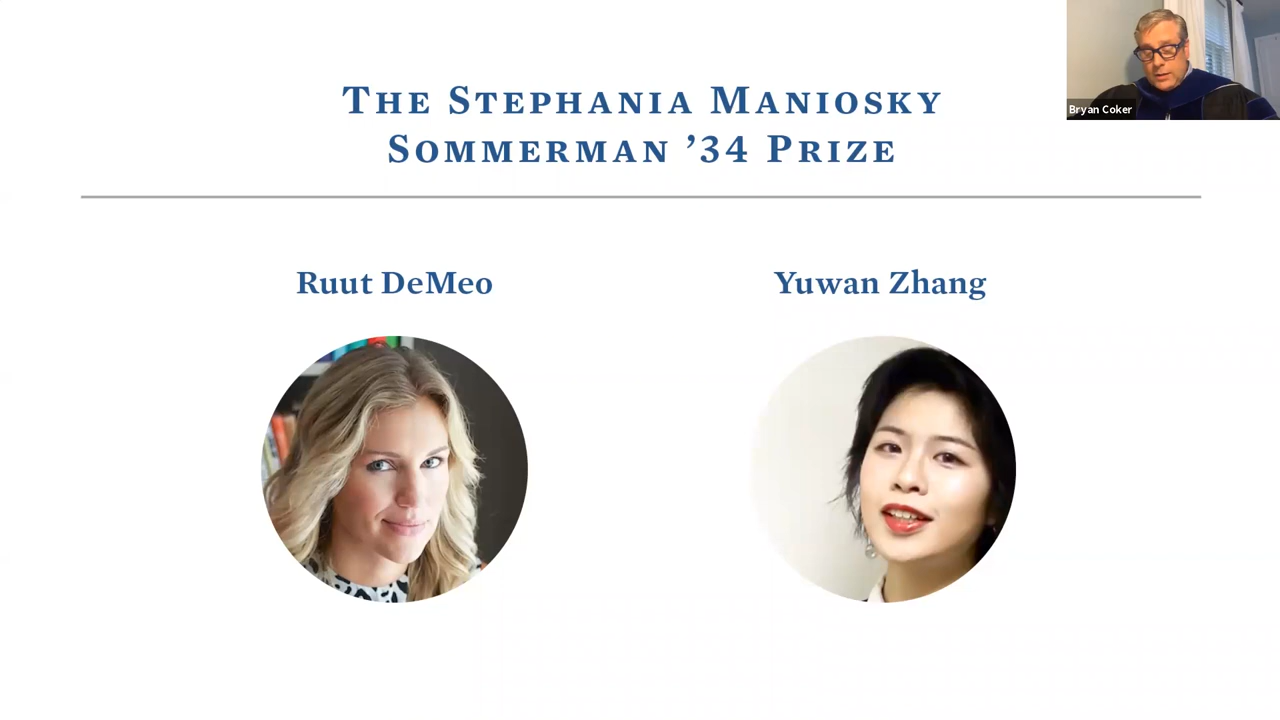 The Stephania Maniosky
Sommerman ’34 Prize
Bryan Coker
Ruut DeMeo
Yuwan Zhang